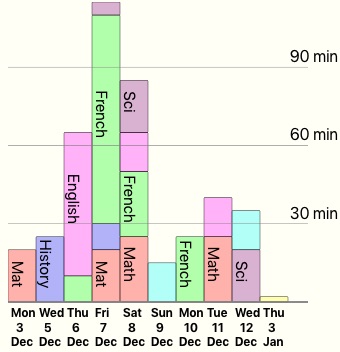 90 min
60 min
30 min
Mat
History
English
French
Mat
Sci
French
Math
French
Math
Sci
Mon Wed Thu Fri Sat Sun Mon Tue Wed Thu
3 5 6 7 8 9 10 11 12 3
Dec Dec Dec Dec Dec Dec Dec Dec Dec Jan